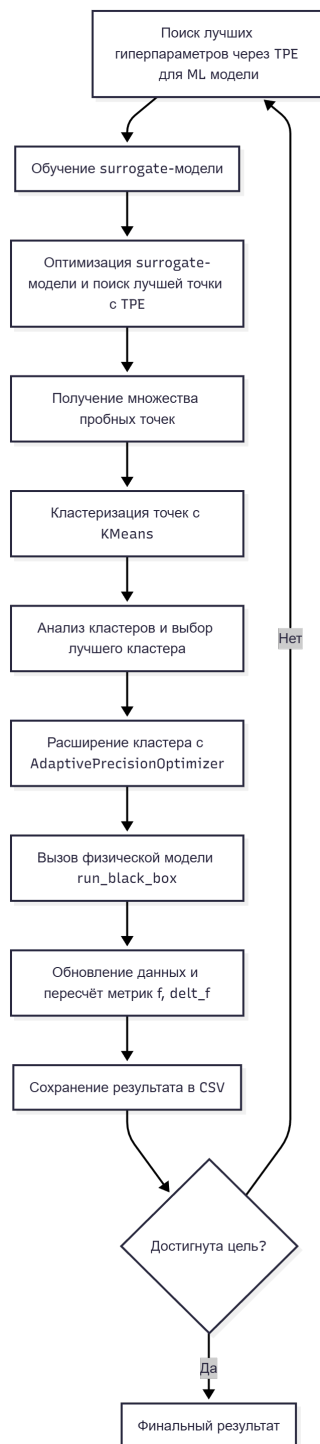 Поиск лучших
гиперпараметров через TPE
для ML модели
Обучение surrogate-модели
Оптимизация surrogate-
модели и поиск лучшей точки
с TPE
Получение множества
пробных точек
Кластеризация точек с
KMeans
Анализ кластеров и выбор
лучшего кластера
Нет
Расширение кластера с
AdaptivePrecisionOptimizer
Вызов физической модели
run_black_box
Обновление данных и
пересчёт метрик f, delt_f
Сохранение результата в CSV
Достигнута цель?
Да
Финальный результат